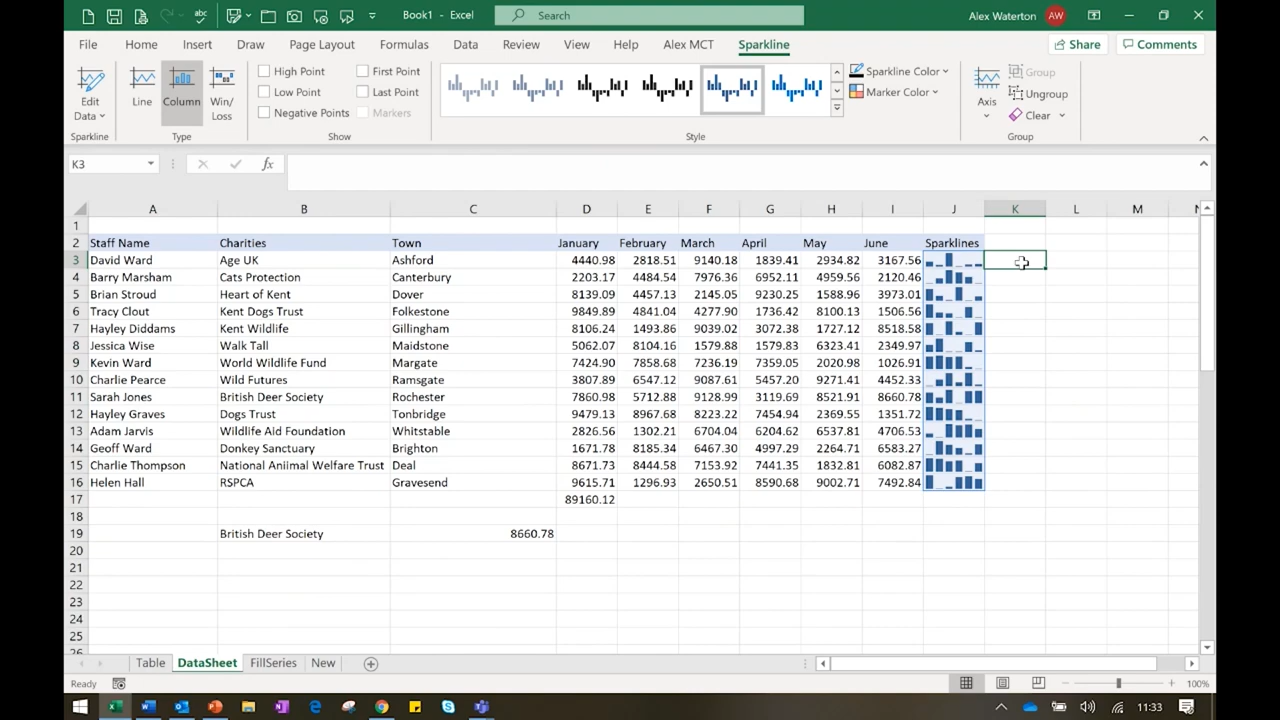 Book1 - Excel
Search
Alex Waterton
AW
File Home Insert Draw Page Layout Formulas Data Review View Help Alex MCT Sparkline Share Comments
Edit Data
Line
Column
Win/Loss
High Point First Point
Low Point Last Point
Negative Points Markers
Sparkline Color
Marker Color
Axis
Group
Ungroup
Clear
Sparkline Type Show Style Group
K3 fx
A B C D E F G H I J K L M N
1
2 Staff Name Charities Town January February March April May June Sparklines
3 David Ward Age UK Ashford 4440.98 2818.51 9140.18 1839.41 2934.82 3167.56
4 Barry Marsham Cats Protection Canterbury 2203.17 4484.54 7976.36 6952.11 4959.56 2120.46
5 Brian Stroud Heart of Kent Dover 8139.09 4457.13 2145.05 9230.25 1588.96 3973.01
6 Tracy Clout Kent Dogs Trust Folkestone 9849.89 4841.04 4277.90 1736.42 8100.13 1506.56
7 Hayley Diddams Kent Wildlife Gillingham 8106.24 1493.86 9039.02 3072.38 1727.12 8518.58
8 Jessica Wise Walk Tall Maidstone 5062.07 8104.16 1579.88 1579.83 6323.41 2349.97
9 Kevin Ward World Wildlife Fund Margate 7424.90 7858.68 7236.19 7359.05 2020.98 1026.91
10 Charlie Pearce Wild Futures Ramsgate 3807.89 6547.12 9087.61 5457.20 9271.41 4452.33
11 Sarah Jones British Deer Society Rochester 7860.98 5712.88 9128.99 3119.69 8521.91 8660.78
12 Hayley Graves Dogs Trust Tonbridge 9479.13 8967.68 8223.22 7454.94 2369.55 1351.72
13 Adam Jarvis Wildlife Aid Foundation Whitstable 2826.56 1302.21 6704.04 6204.62 6537.81 4706.53
14 Geoff Ward Donkey Sanctuary Brighton 1671.78 8185.34 6467.30 4997.29 2264.71 6583.27
15 Charlie Thompson National Aniimal Welfare Trust Deal 8671.73 8444.58 7153.92 7441.35 1832.81 6082.87
16 Helen Hall RSPCA Gravesend 9615.71 1296.93 2650.51 8590.68 9002.71 7492.84
17 89160.12
18
19 British Deer Society 8660.78
20
21
22
23
24
25
26
Table DataSheet FillSeries New
Ready 100%
11:33